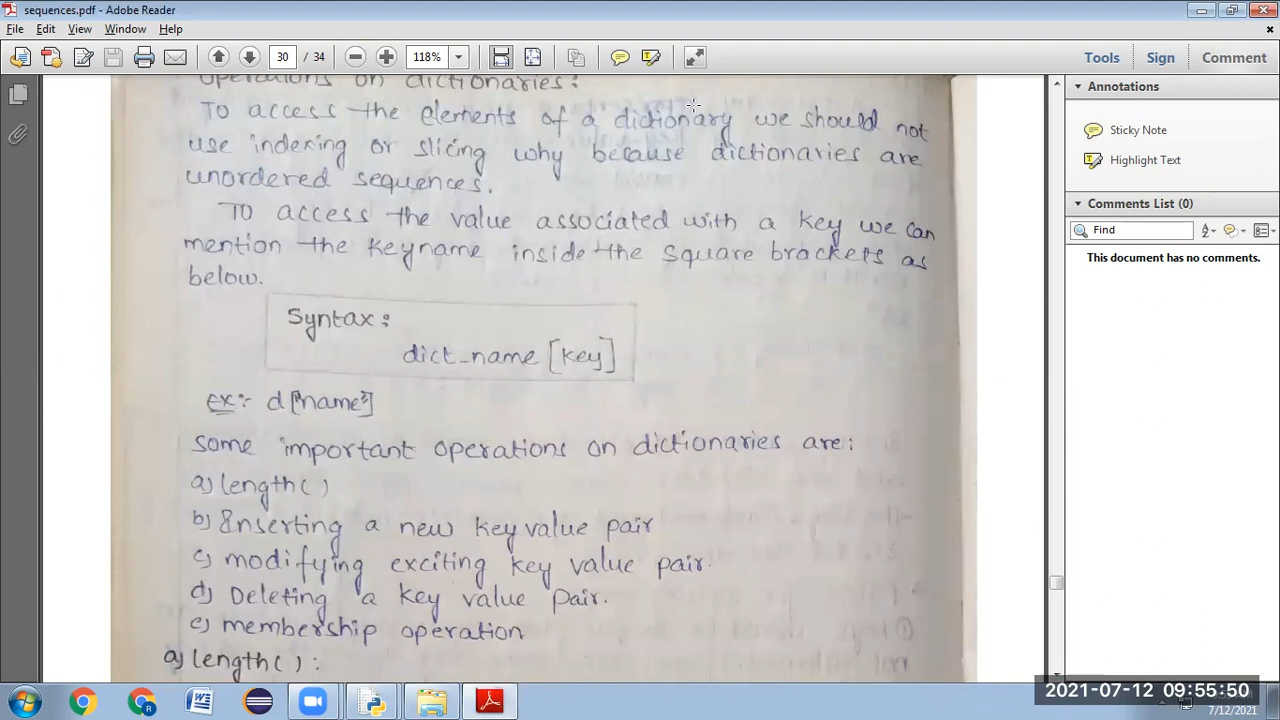 sequences.pdf - Adobe Reader
File Edit View Window Help
30 / 34 118% Tools Sign Comment
operations on dictionaries:
To access the elements of a dictionary we should not
use indexing or slicing why because dictionaries are
unordered sequences.
To access the value associated with a key we can
mention the keyname inside the square brackets as
below.
Syntax:
dict_name [key]
ex:- d["name"]
some important operations on dictionaries are:
a) length( )
b) Inserting a new key value pair
c) modifying exciting key value pair.
d) Deleting a key value pair.
e) membership operation
a) length( ):
Annotations
Sticky Note
Highlight Text
Comments List (0)
Find
This document has no comments.
2021-07-12 09:55:50
7/12/2021